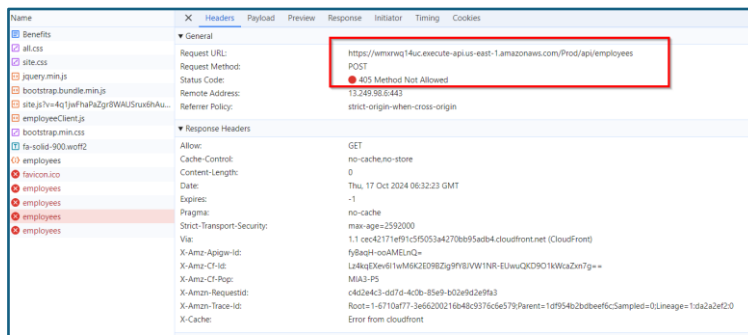 Name
Benefits
all.css
site.css
jquery.min.js
bootstrap.bundle.min.js
site.js?v=4q1jwFhaPaZgr8WAUSrux6hAu...
employeeClient.js
bootstrap.min.css
fa-solid-900.woff2
employees
favicon.ico
employees
employees
employees
employees
Headers Payload Preview Response Initiator Timing Cookies
General
Request URL: https://wmxrwq14uc.execute-api.us-east-1.amazonaws.com/Prod/api/employees
Request Method: POST
Status Code: 405 Method Not Allowed
Remote Address: 13.249.98.6:443
Referrer Policy: strict-origin-when-cross-origin
Response Headers
Allow: GET
Cache-Control: no-cache,no-store
Content-Length: 0
Date: Thu, 17 Oct 2024 06:32:23 GMT
Expires: -1
Pragma: no-cache
Strict-Transport-Security: max-age=2592000
Via: 1.1 cec42171ef91c5f5053a4270bb95adb4.cloudfront.net (CloudFront)
X-Amz-Apigw-Id: fyBaqH-ooAMELnQ=
X-Amz-Cf-Id: Lz4kqEXev6I1wM6K2E09BZig9fY8JVW1NR-EUwuQKD9O1kWcaZxn7g==
X-Amz-Cf-Pop: MIA3-P5
X-Amzn-Requestid: c4d2e4c3-dd7d-4c0b-85e9-b02e9d2e9fa3
X-Amzn-Trace-Id: Root=1-6710af77-3e66200216b48c9376c6e579;Parent=1df954b2bdbeef6c;Sampled=0;Lineage=1:da2a2ef2:0
X-Cache: Error from cloudfront